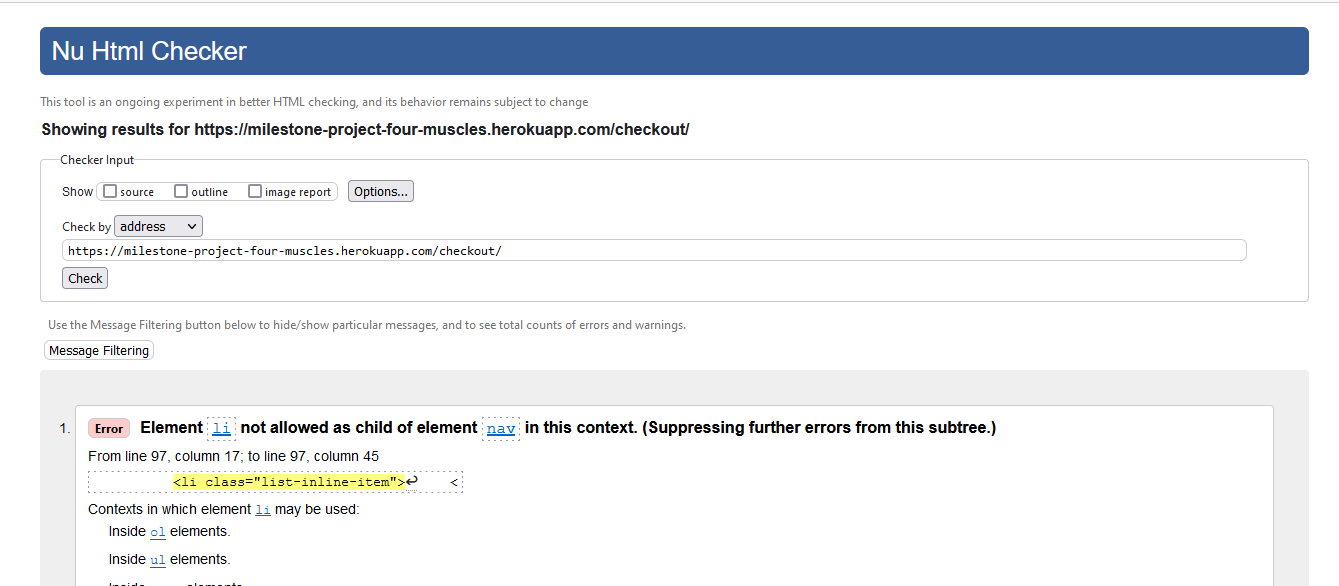 Nu Html Checker
This tool is an ongoing experiment in better HTML checking, and its behavior remains subject to change
Showing results for https://milestone-project-four-muscles.herokuapp.com/checkout/
Checker Input
Show source outline image report Options...
Check by address
https://milestone-project-four-muscles.herokuapp.com/checkout/
Check
Use the Message Filtering button below to hide/show particular messages, and to see total counts of errors and warnings.
Message Filtering
1. Error Element li not allowed as child of element nav in this context. (Suppressing further errors from this subtree.)
From line 97, column 17; to line 97, column 45
<li class="list-inline-item">↩ <
Contexts in which element li may be used:
Inside ol elements.
Inside ul elements.